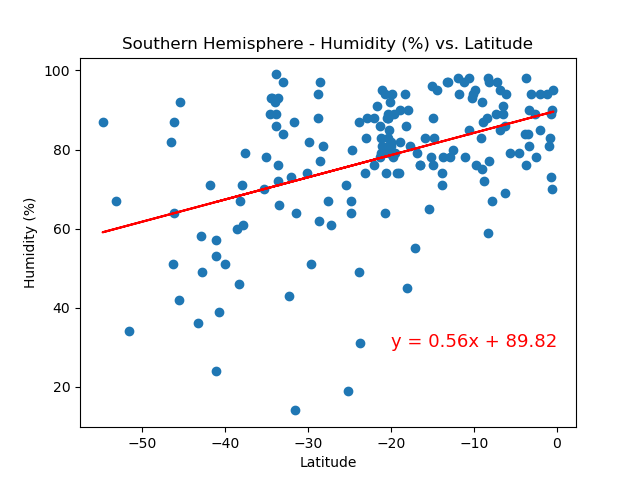 Southern Hemisphere - Humidity (%) vs. Latitude
100
80
60
40
20
Humidity (%)
y = 0.56x + 89.82
−50
−40
−30
−20
−10
0
Latitude